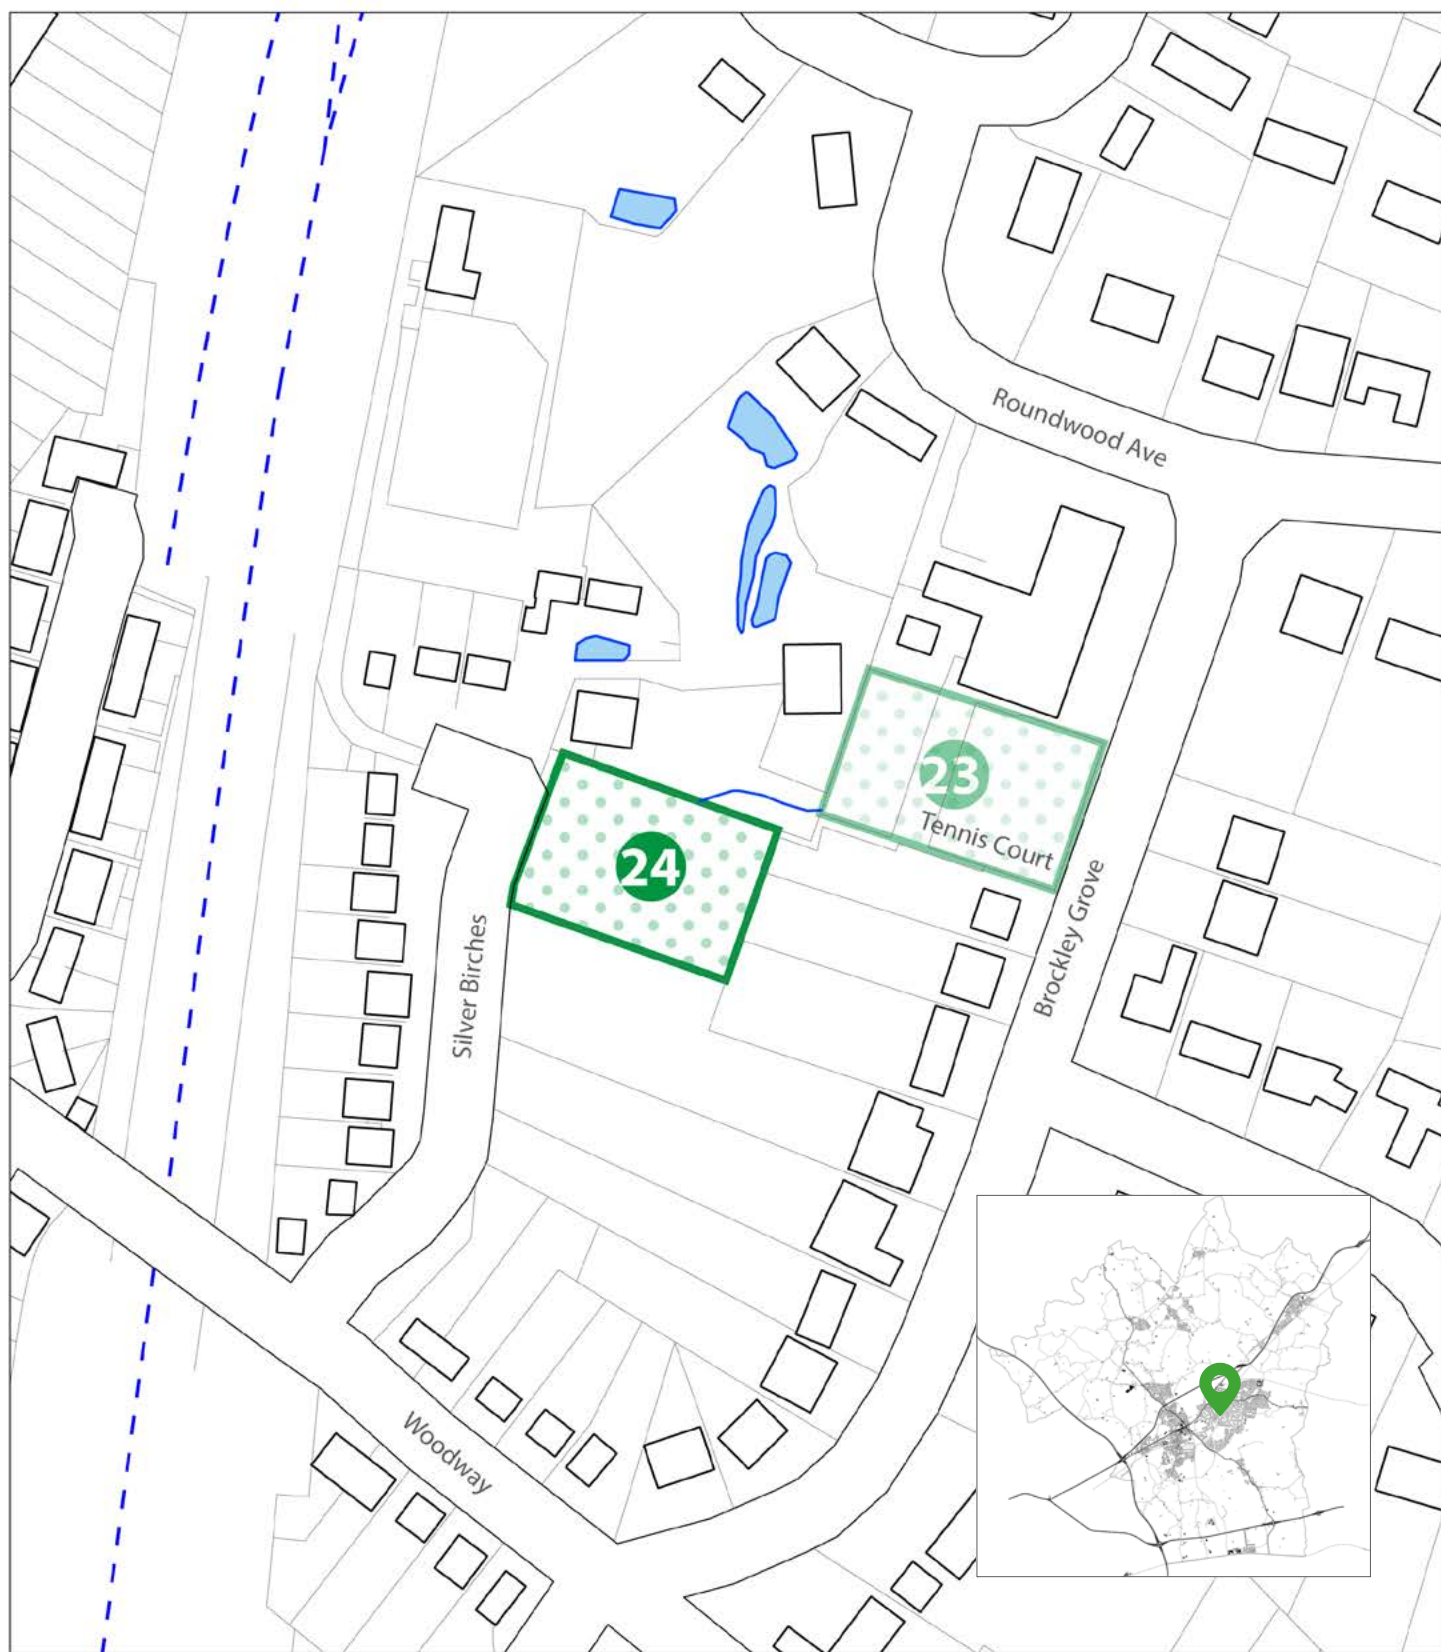 Roundwood Ave
23
Tennis Court
24
Brockley Grove
Silver Birches
Woodway